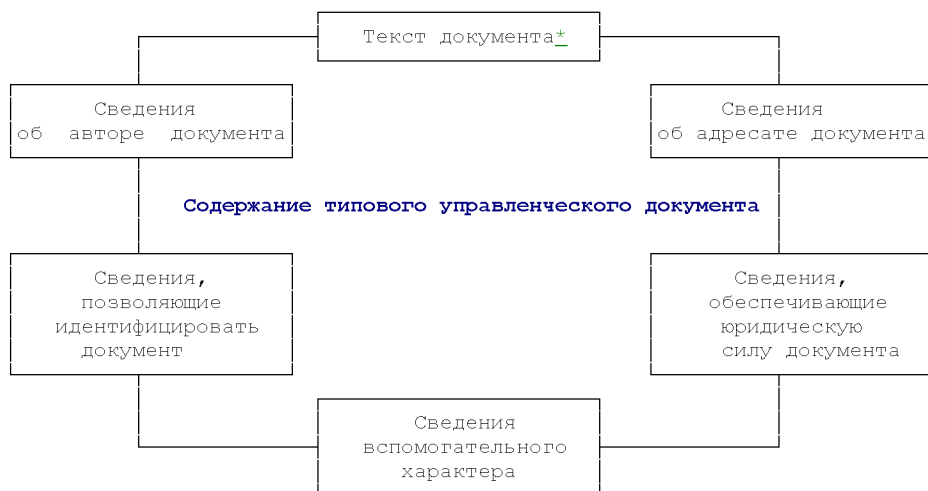 Текст документа*
Сведения
об авторе документа
Сведения
об адресате документа
Содержание типового управленческого документа
Сведения,
позволяющие
идентифицировать
документ
Сведения,
обеспечивающие
юридическую
силу документа
Сведения
вспомогательного
характера